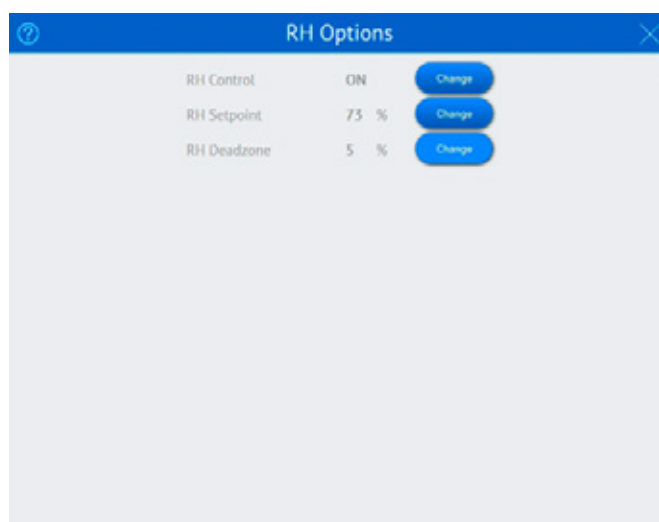 ? RH Options
RH Control ON Change
RH Setpoint 73 % Change
RH Deadzone 5 % Change